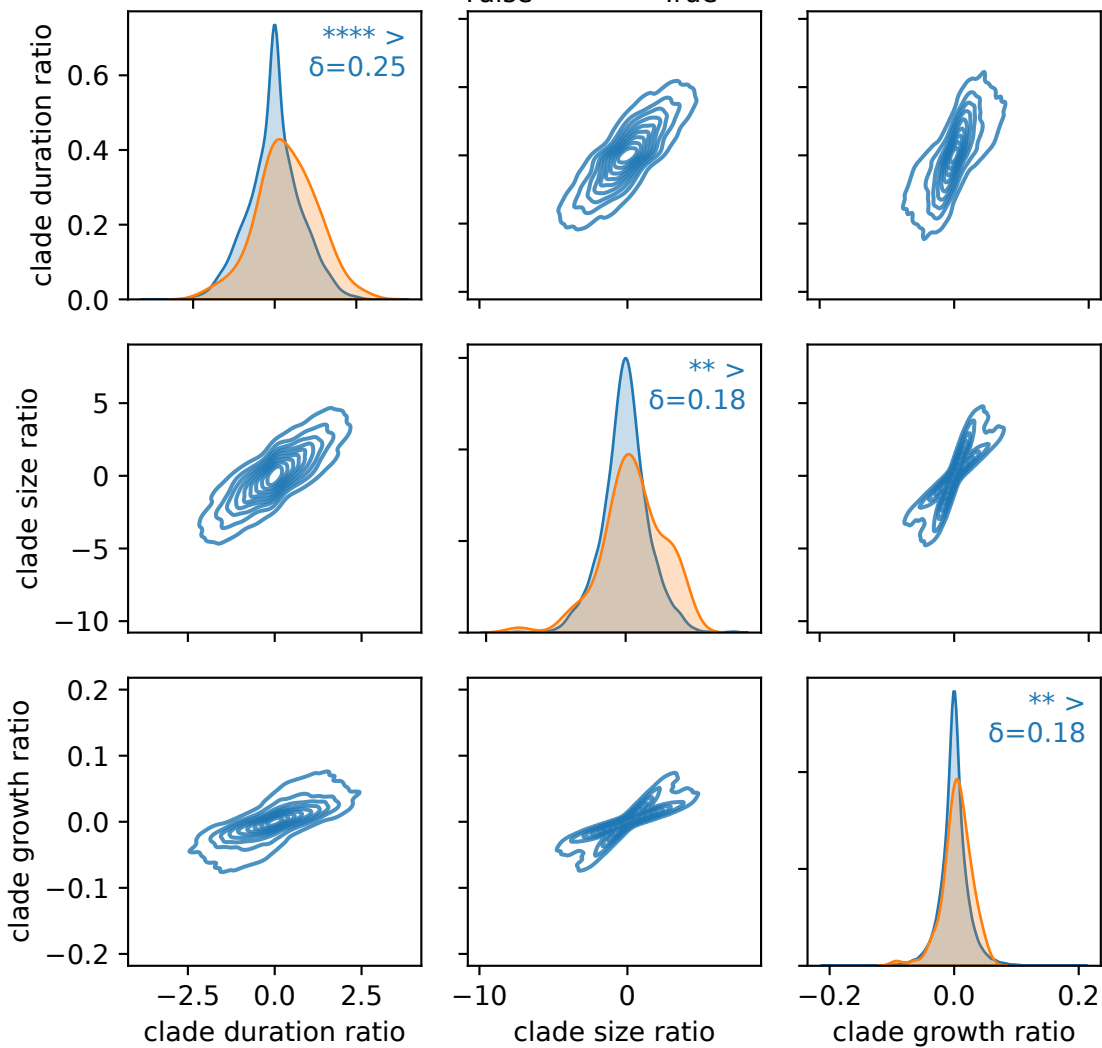 clade duration ratio
0.6
0.4
0.2
0.0
**** >
δ=0.25
clade size ratio
5
0
−5
−10
** >
δ=0.18
clade growth ratio
0.2
0.1
0.0
−0.1
−0.2
** >
δ=0.18
−2.5 0.0 2.5
−10 0
−0.2 0.0 0.2
clade duration ratio
clade size ratio
clade growth ratio